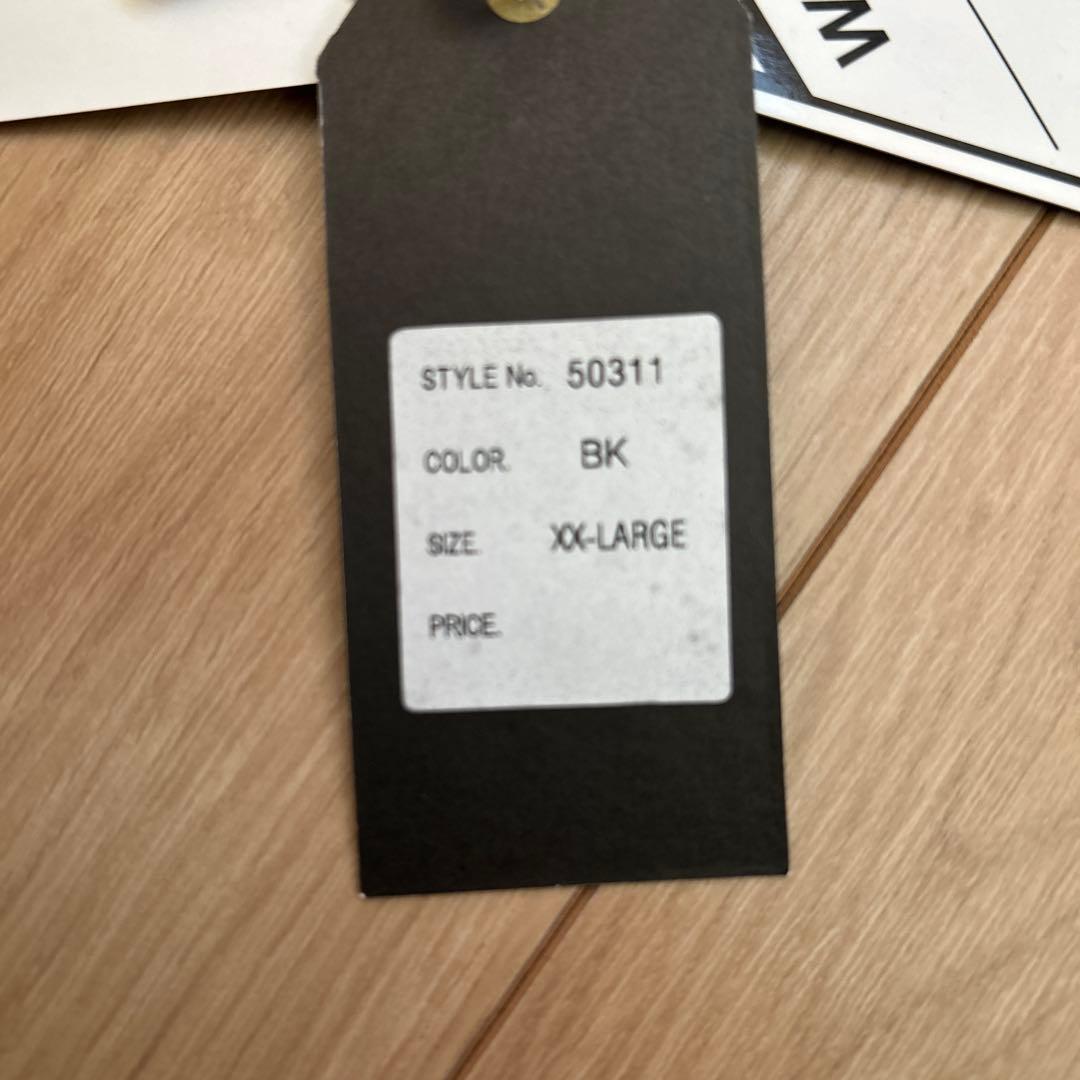 W
STYLE No. 50311
COLOR. BK
SIZE. XX-LARGE
PRICE.